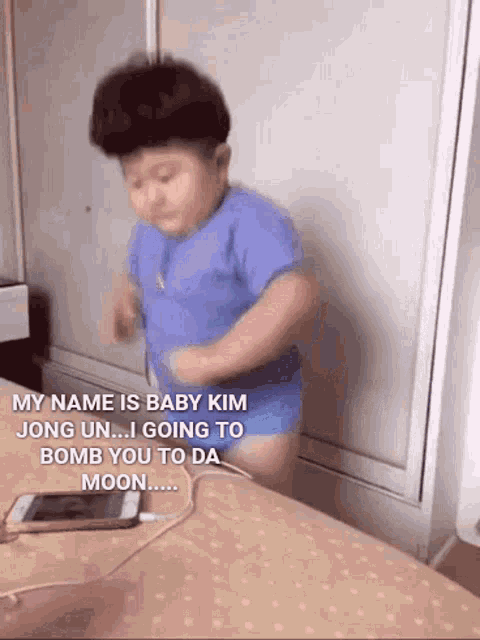 MY NAME IS BABY KIM
JONG UN...I GOING TO
BOMB YOU TO DA
MOON.....